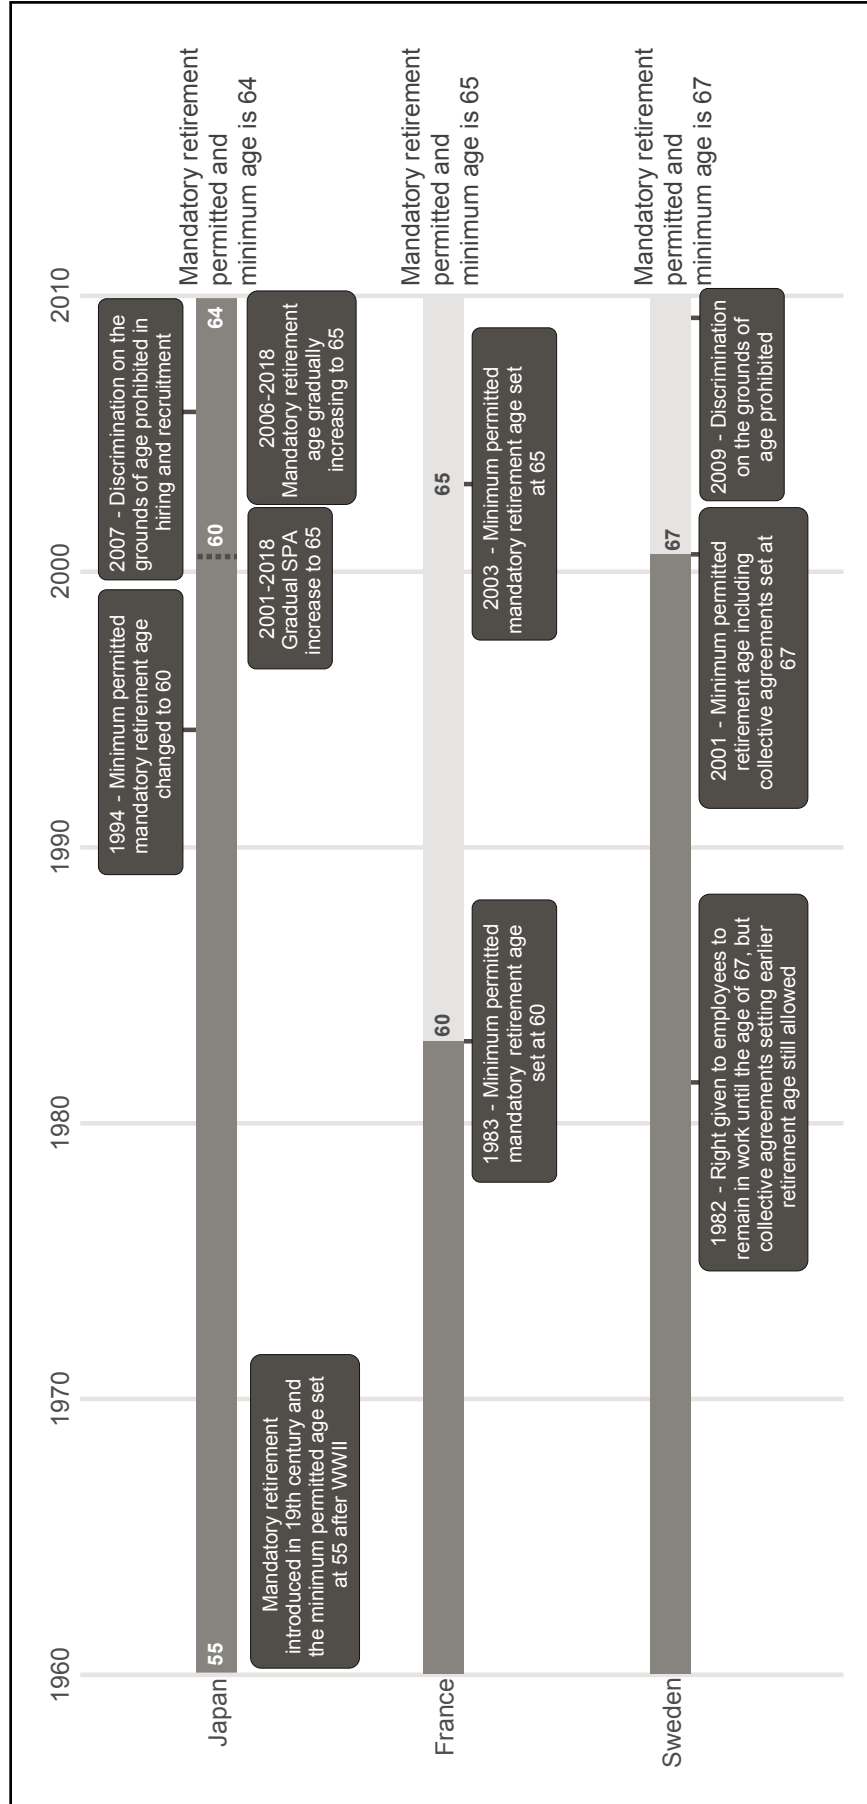 1960
1970
1980
1990
2000
2010
1994 - Minimum permitted
mandatory retirement age
changed to 60
2007 - Discrimination on the
grounds of age prohibited in
hiring and recruitment
Japan
55
60
64
Mandatory retirement
permitted and
minimum age is 64
Mandatory retirement
introduced in 19th century and
the minimum permitted age set
at 55 after WWII
2001-2018
Gradual SPA
increase to 65
2006-2018
Mandatory retirement
age gradually
increasing to 65
France
60
65
Mandatory retirement
permitted and
minimum age is 65
1983 - Minimum permitted
mandatory retirement age
set at 60
2003 - Minimum permitted
mandatory retirement age set
at 65
Sweden
67
Mandatory retirement
permitted and
minimum age is 67
1982 - Right given to employees to
remain in work until the age of 67, but
collective agreements setting earlier
retirement age still allowed
2001 - Minimum permitted
retirement age including
collective agreements set at
67
2009 - Discrimination
on the grounds of
age prohibited